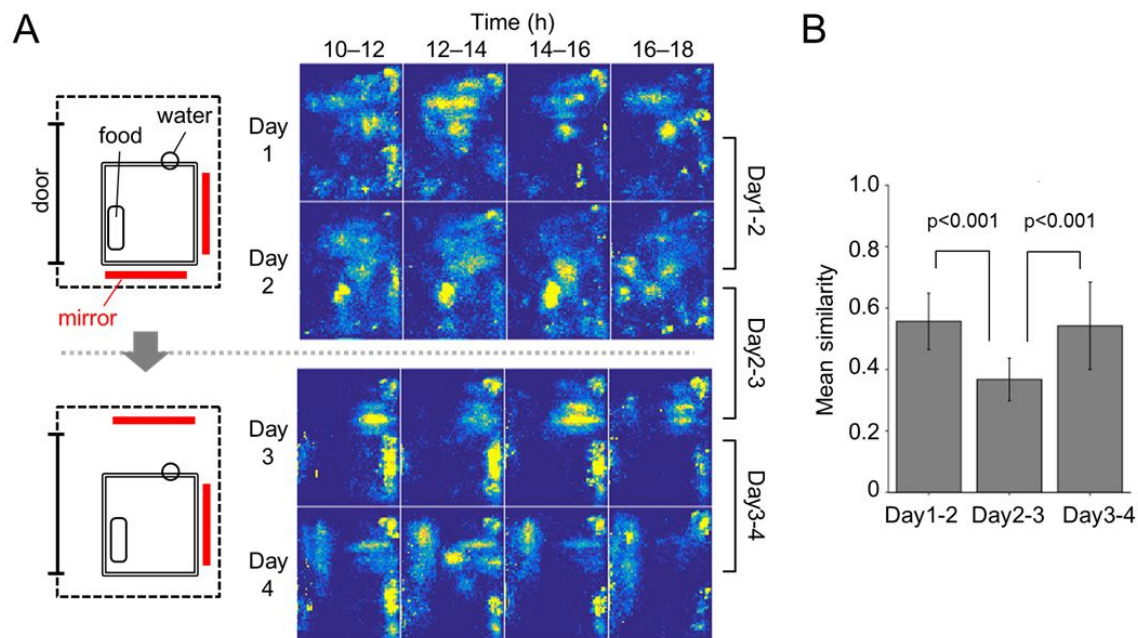 A
Time (h)
10–12 12–14 14–16 16–18
door
food
water
mirror
Day 1
Day 2
Day 3
Day 4
Day1-2
Day2-3
Day3-4
B
Mean similarity
1.0
0.8
0.6
0.4
0.2
0
p<0.001 p<0.001
Day1-2 Day2-3 Day3-4